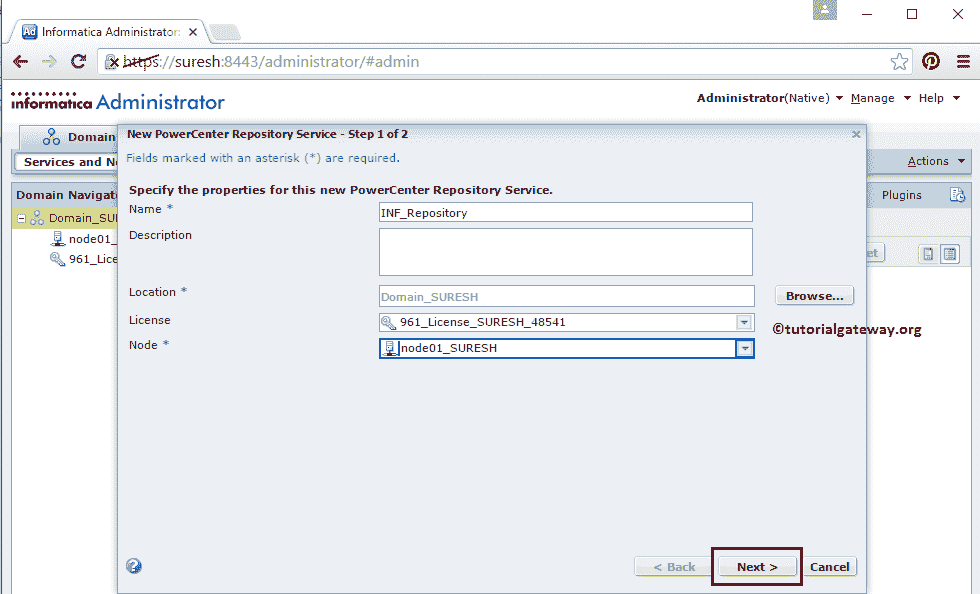 Informatica Administrator:
https://suresh:8443/administrator/#admin
informatica Administrator
Administrator(Native) Manage Help
Domain
Services and N
Actions
Domain Navigat
Plugins
Domain_SU
node01_
961_Lice
et
New PowerCenter Repository Service - Step 1 of 2
Fields marked with an asterisk (*) are required.
Specify the properties for this new PowerCenter Repository Service.
Name * INF_Repository
Description
Location * Domain_SURESH Browse...
License 961_License_SURESH_48541
Node * node01_SURESH
©tutorialgateway.org
< Back Next > Cancel